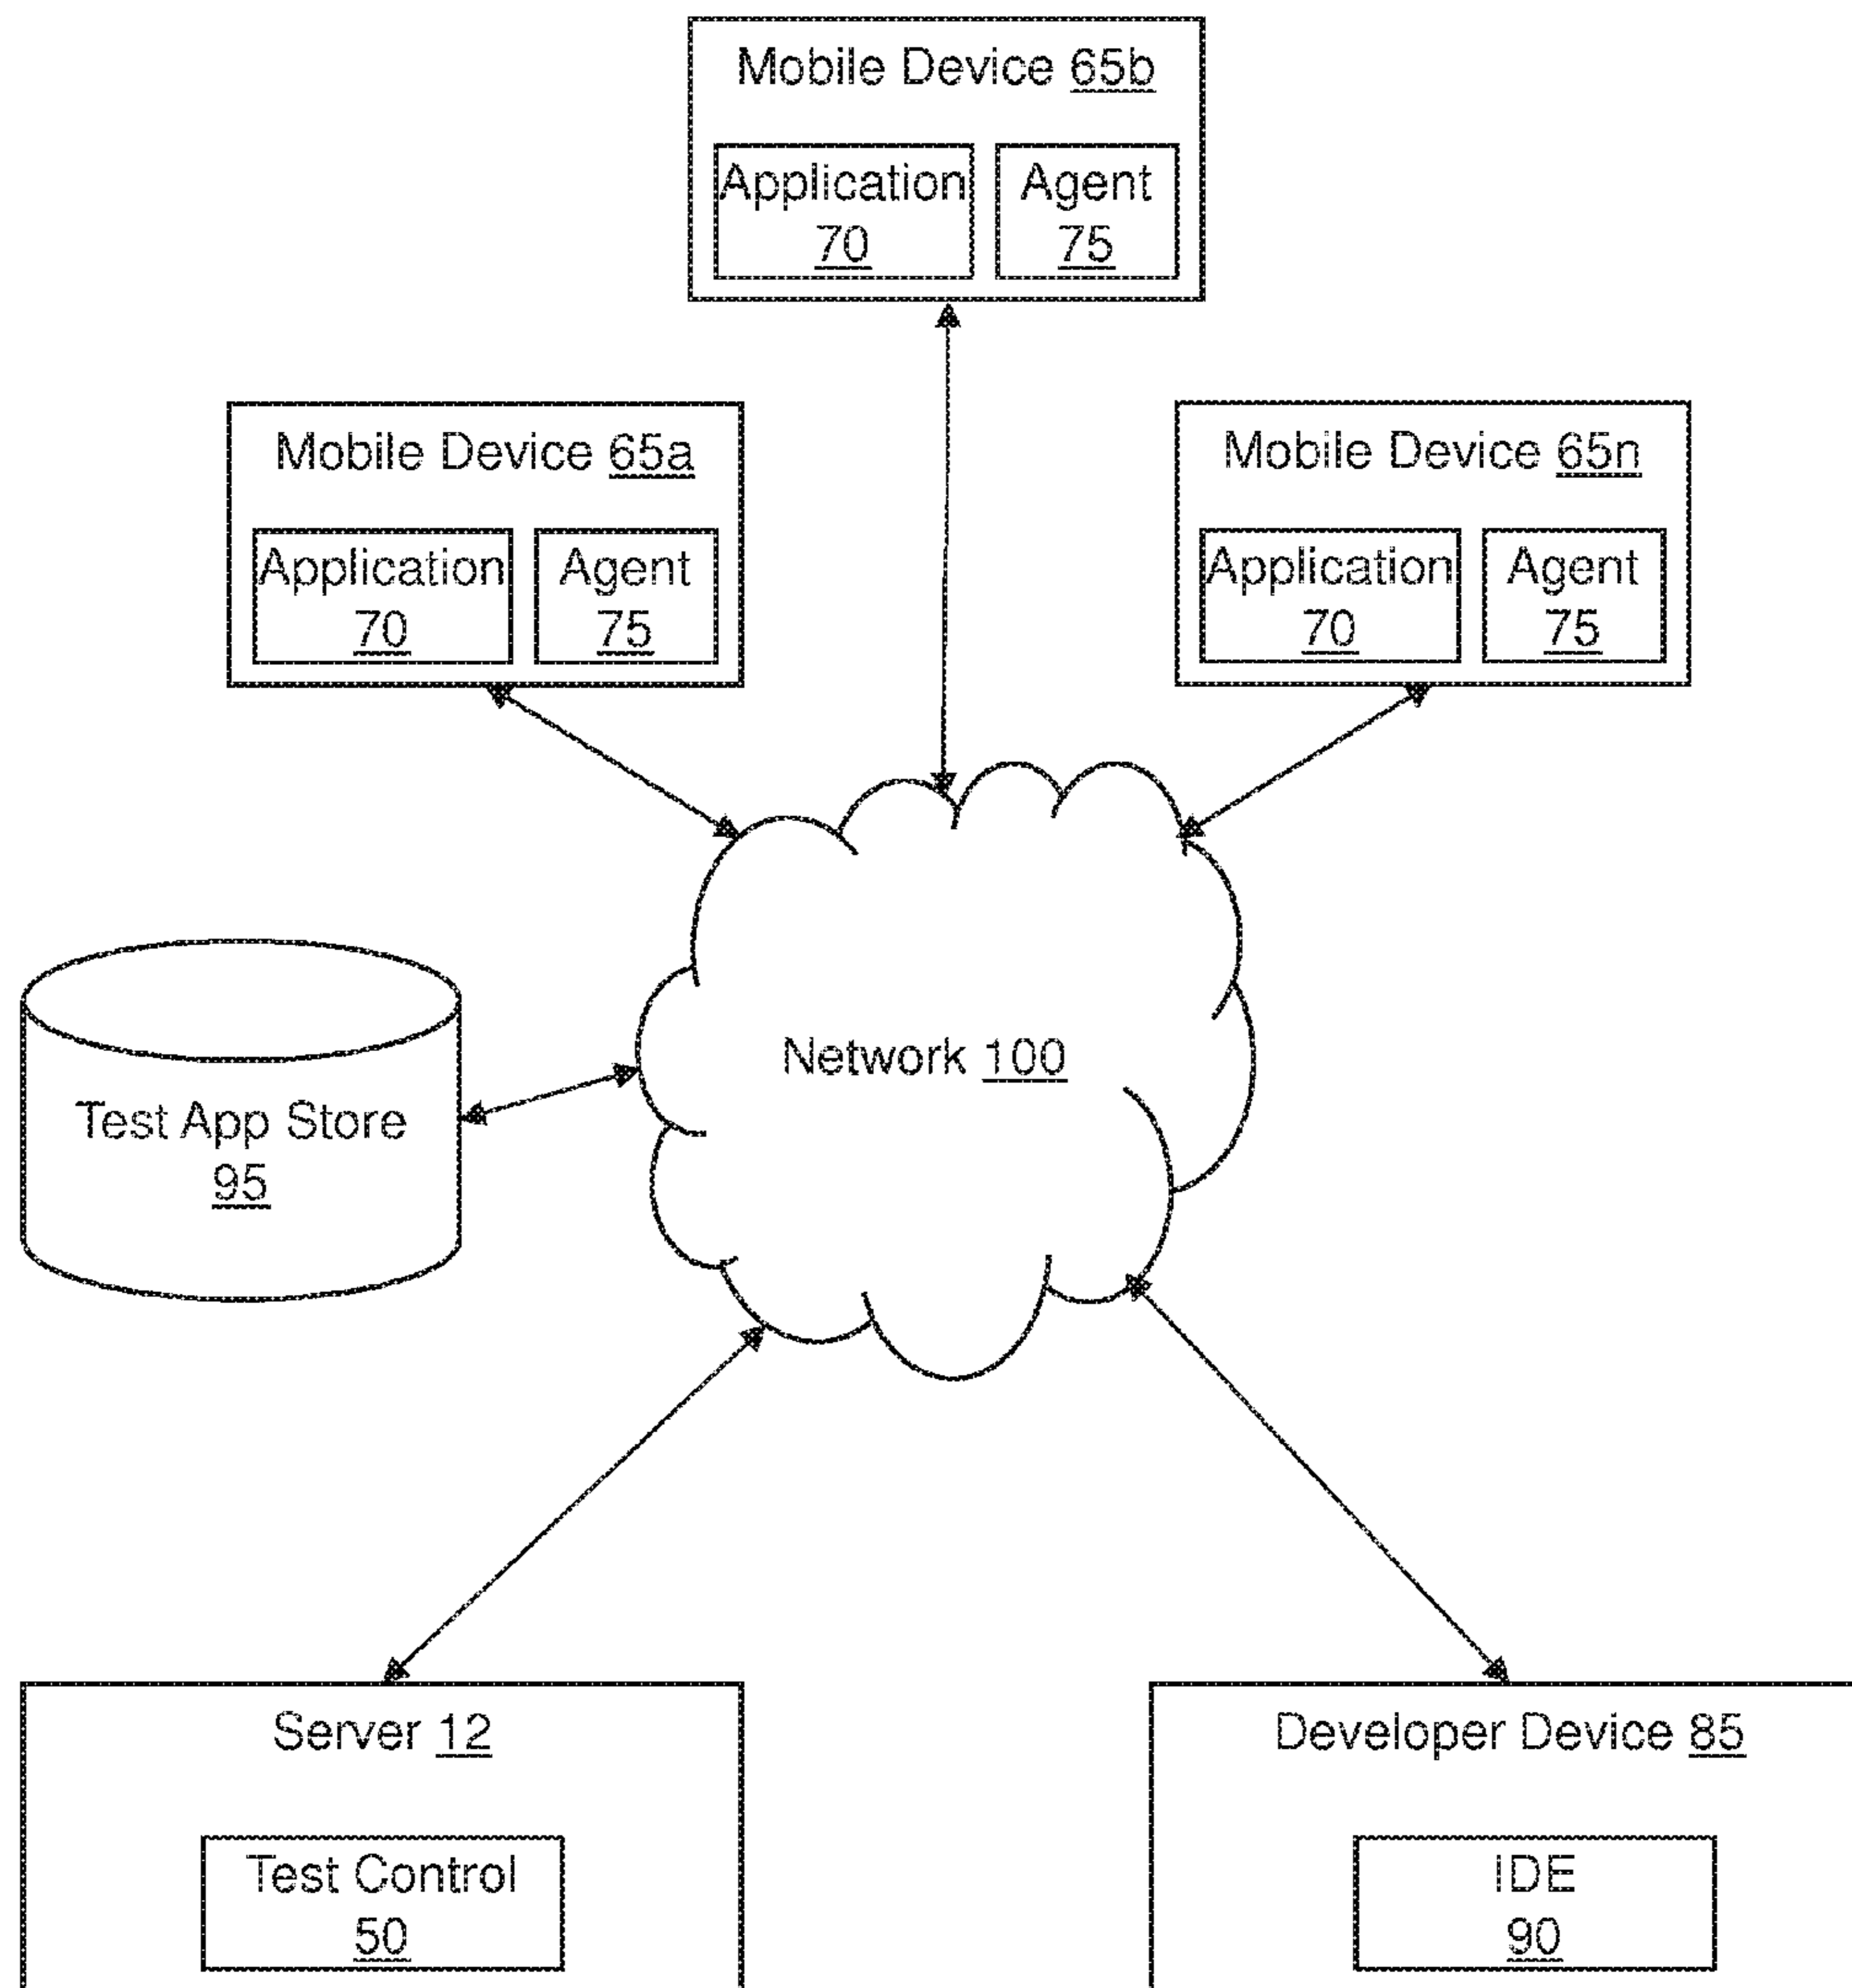 Mobile Device 65b
Application
70
Agent
75
Mobile Device 65a
Application
70
Agent
75
Mobile Device 65n
Application
70
Agent
75
Network 100
Test App Store
95
Server 12
Test Control
50
Developer Device 85
IDE
90